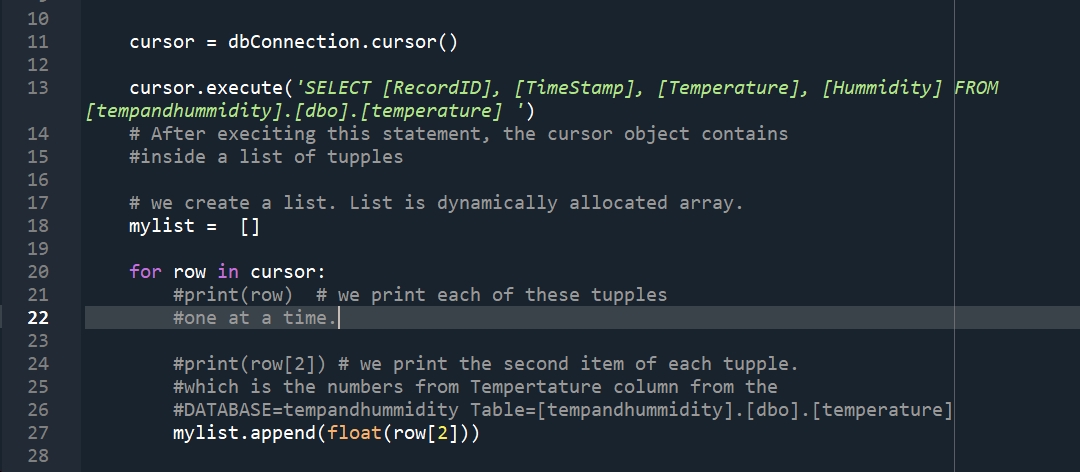 10
11 cursor = dbConnection.cursor()
12
13 cursor.execute('SELECT [RecordID], [TimeStamp], [Temperature], [Hummidity] FROM
[tempandhummidity].[dbo].[temperature] ')
14 # After execiting this statement, the cursor object contains
15 #inside a list of tupples
16
17 # we create a list. List is dynamically allocated array.
18 mylist = []
19
20 for row in cursor:
21 #print(row) # we print each of these tupples
22 #one at a time.
23
24 #print(row[2]) # we print the second item of each tupple.
25 #which is the numbers from Tempertature column from the
26 #DATABASE=tempandhummidity Table=[tempandhummidity].[dbo].[temperature]
27 mylist.append(float(row[2]))
28